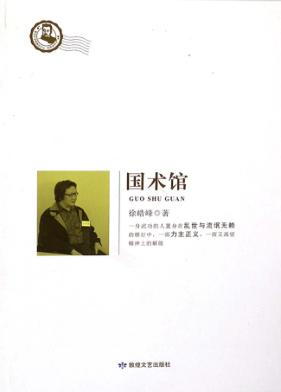 国术馆
GUO SHU GUAN
徐皓峰◎著
一身武功的人置身在乱世与流氓无赖
的群起中，一面力主正义，一面又渴望
精神上的解脱
敦煌文艺出版社